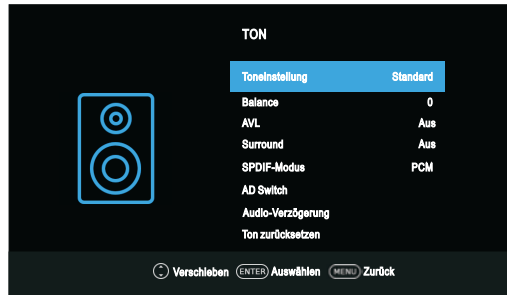 TON
Toneinstellung Standard
Balance 0
AVL Aus
Surround Aus
SPDIF-Modus PCM
AD Switch
Audio-Verzögerung
Ton zurücksetzen
Verschieben ENTER Auswählen MENU Zurück